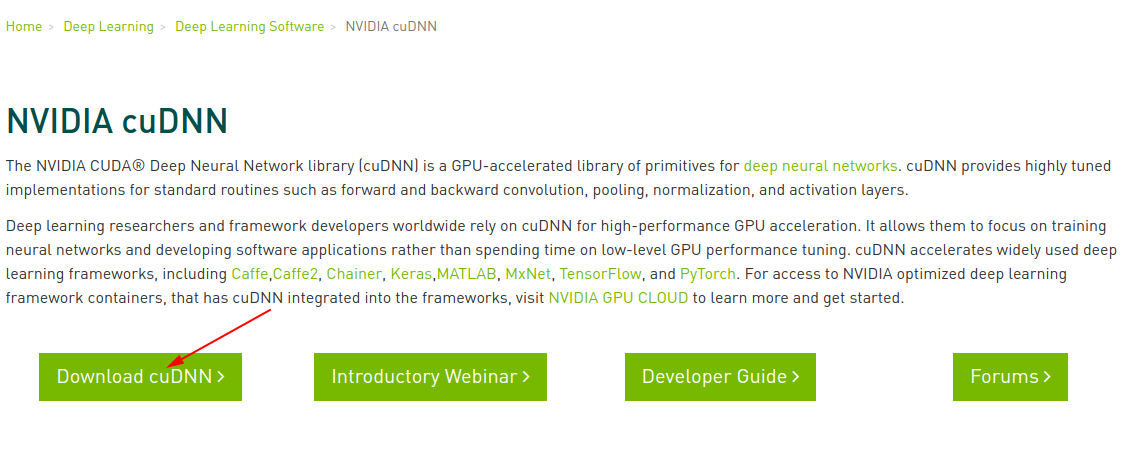 Home > Deep Learning > Deep Learning Software > NVIDIA cuDNN
NVIDIA cuDNN
The NVIDIA CUDA® Deep Neural Network library (cuDNN) is a GPU-accelerated library of primitives for deep neural networks. cuDNN provides highly tuned
implementations for standard routines such as forward and backward convolution, pooling, normalization, and activation layers.
Deep learning researchers and framework developers worldwide rely on cuDNN for high-performance GPU acceleration. It allows them to focus on training
neural networks and developing software applications rather than spending time on low-level GPU performance tuning. cuDNN accelerates widely used deep
learning frameworks, including Caffe,Caffe2, Chainer, Keras,MATLAB, MxNet, TensorFlow, and PyTorch. For access to NVIDIA optimized deep learning
framework containers, that has cuDNN integrated into the frameworks, visit NVIDIA GPU CLOUD to learn more and get started.
Download cuDNN > Introductory Webinar > Developer Guide > Forums >